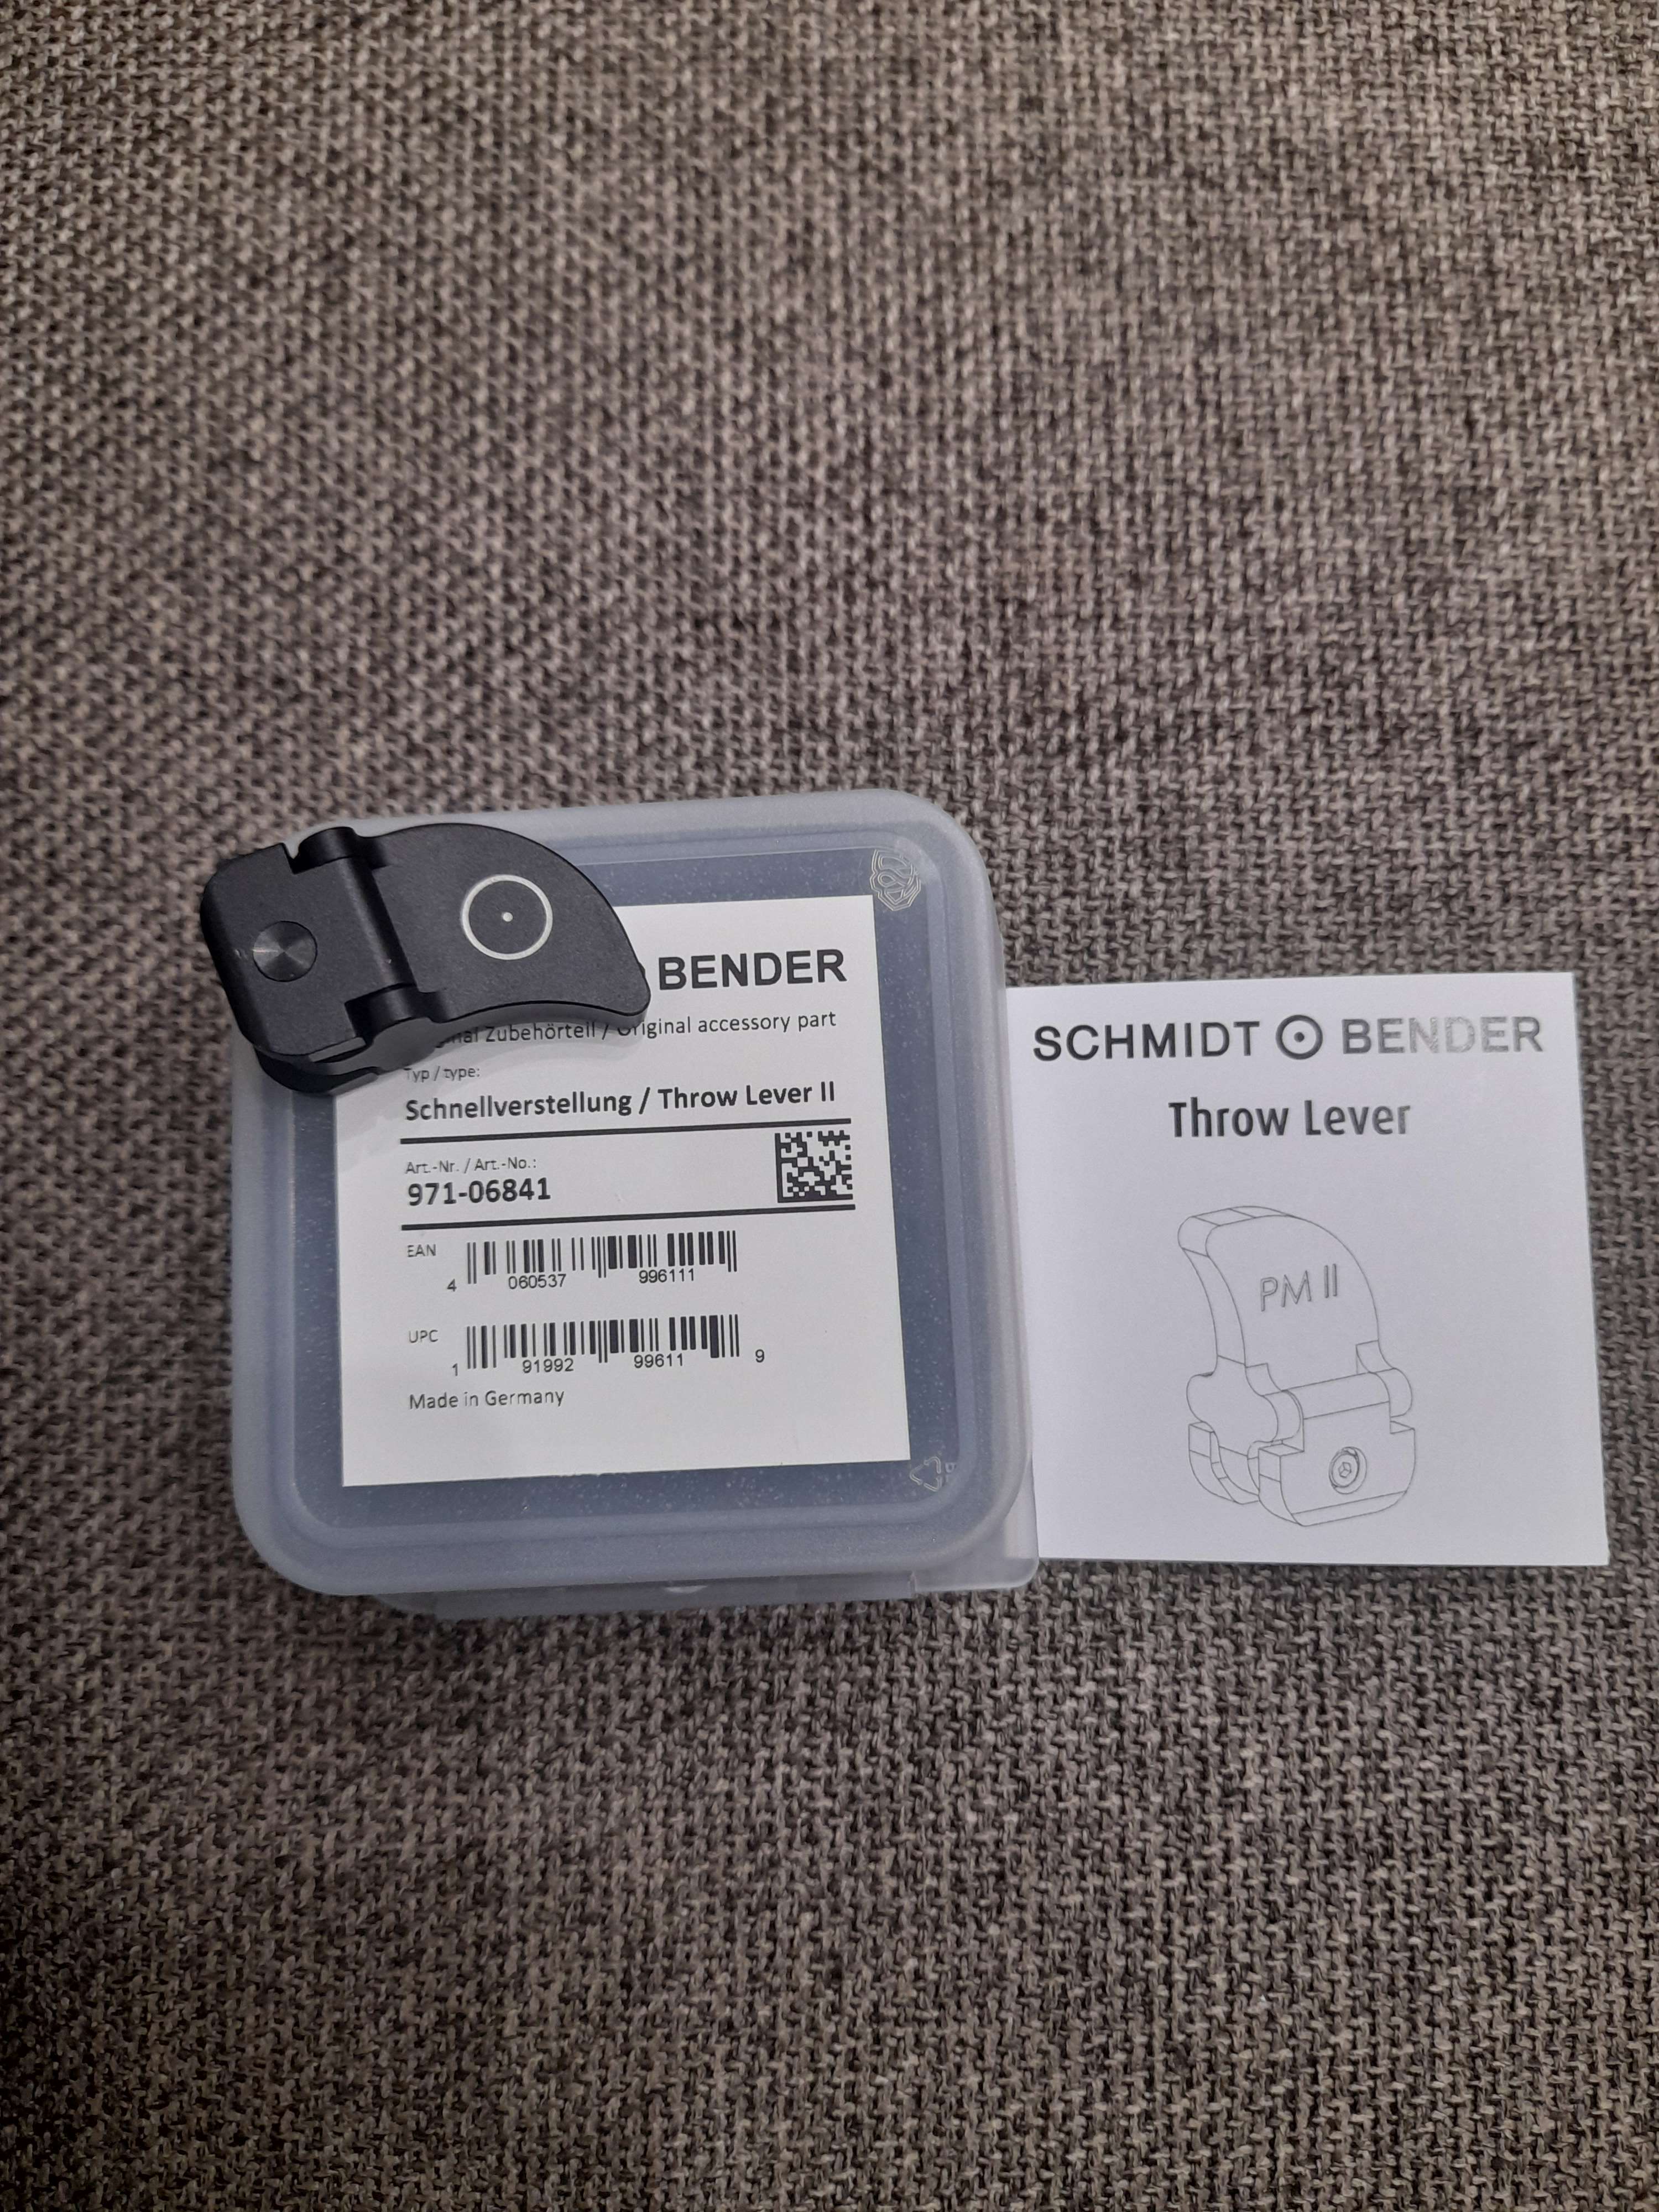 BENDER
Zubehörteil / Original accessory part
Typ / type:
Schnellverstellung / Throw Lever II
Art.-Nr. / Art.-No.:
971-06841
EAN
4 060537 996111
UPC
1 91992 99611 9
Made in Germany
SCHMIDT BENDER
Throw Lever
PM II